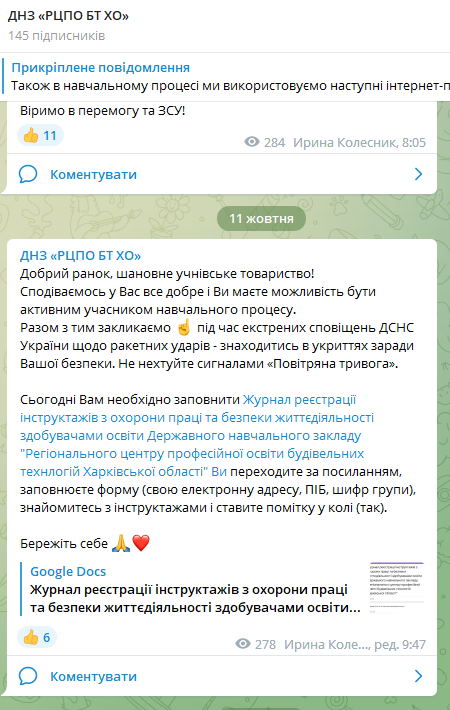 ДНЗ «РЦПО БТ ХО»
145 підписників
Прикріплене повідомлення
Також в навчальному процесі ми використовуємо наступні інтернет-п
Віримо в перемогу та ЗСУ!
👍 11
284 Ирина Колесник, 8:05
Коментувати
11 жовтня
ДНЗ «РЦПО БТ ХО»
Добрий ранок, шановне учнівське товариство!
Сподіваємось у Вас все добре і Ви маєте можливість бути
активним учасником навчального процесу.
Разом з тим закликаємо ☝️ під час екстрених сповіщень ДСНС
України щодо ракетних ударів - знаходитись в укриттях заради
Вашої безпеки. Не нехтуйте сигналами «Повітряна тривога».
Сьогодні Вам необхідно заповнити Журнал реєстрації
інструктажів з охорони праці та безпеки життєдіяльності
здобувачами освіти Державного навчального закладу
"Регіонального центру професійної освіти будівельних
технлогій Харківської області" Ви переходите за посиланням,
заповнюєте форму (свою електронну адресу, ПІБ, шифр групи),
знайомитесь з інструктажами і ставите помітку у колі (так).
Бережіть себе 🙏❤️
Google Docs
Журнал реєстрації інструктажів з охорони праці
та безпеки життєдіяльності здобувачами освіти...
👍 6
278 Ирина Коле..., ред. 9:47
Коментувати